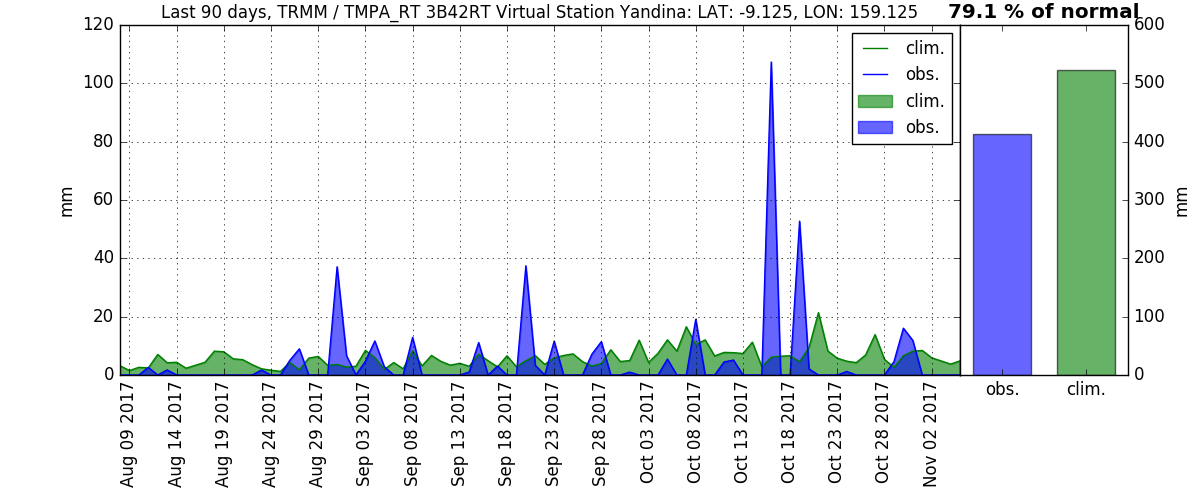 Last 90 days, TRMM / TMPA_RT 3B42RT Virtual Station Yandina: LAT: -9.125, LON: 159.125
79.1 % of normal
120
100
80
60
40
20
0
mm
clim.
obs.
clim.
obs.
600
500
400
300
200
100
0
mm
Aug 09 2017
Aug 14 2017
Aug 19 2017
Aug 24 2017
Aug 29 2017
Sep 03 2017
Sep 08 2017
Sep 13 2017
Sep 18 2017
Sep 23 2017
Sep 28 2017
Oct 03 2017
Oct 08 2017
Oct 13 2017
Oct 18 2017
Oct 23 2017
Oct 28 2017
Nov 02 2017
obs.
clim.